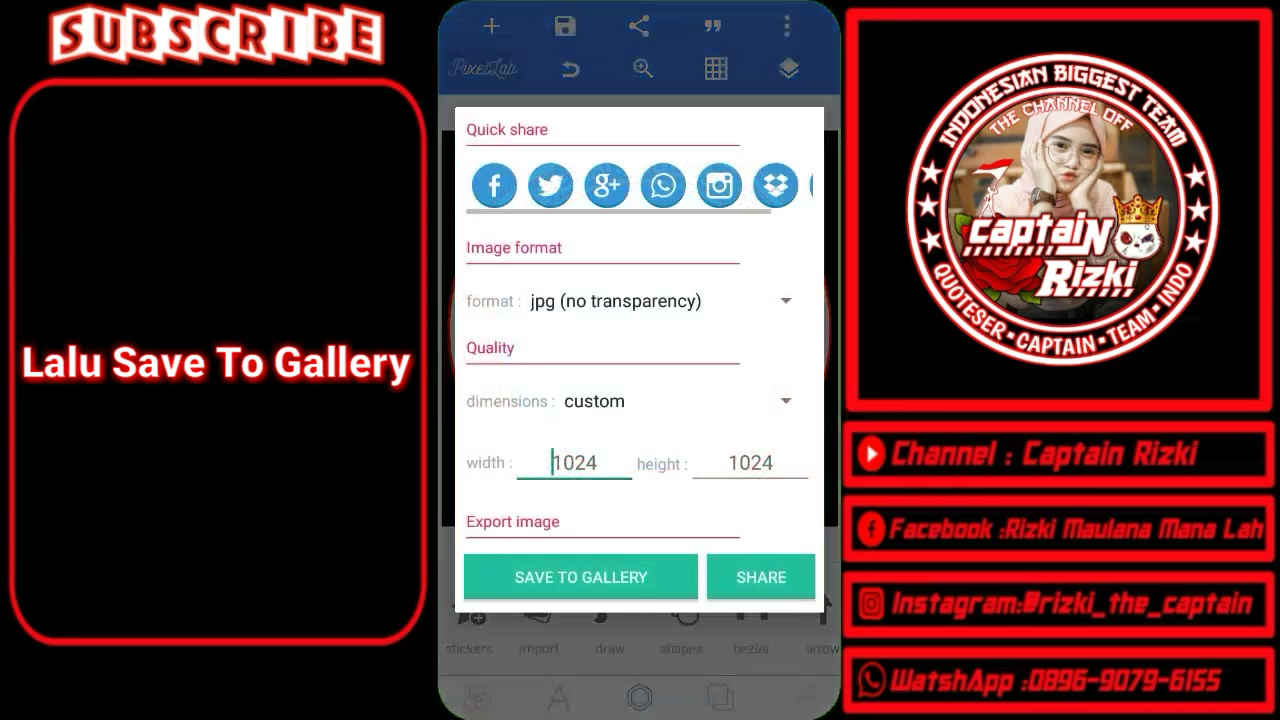 SUBSCRIBE
Lalu Save To Gallery
PixelLab
Quick share
Image format
format : jpg (no transparency)
Quality
dimensions : custom
width : 1024 height : 1024
Export image
SAVE TO GALLERY SHARE
stickers import draw shapes bezier arrow
INDONESIAN BIGGEST TEAM
THE CHANNEL OFF
CaptaiN
Rizki
QUOTESER • CAPTAIN • TEAM • INDO
Channel : Captain Rizki
Facebook :Rizki Maulana Mana Lah
Instagram:@rizki_the_captain
WatshApp :0896-9079-6155